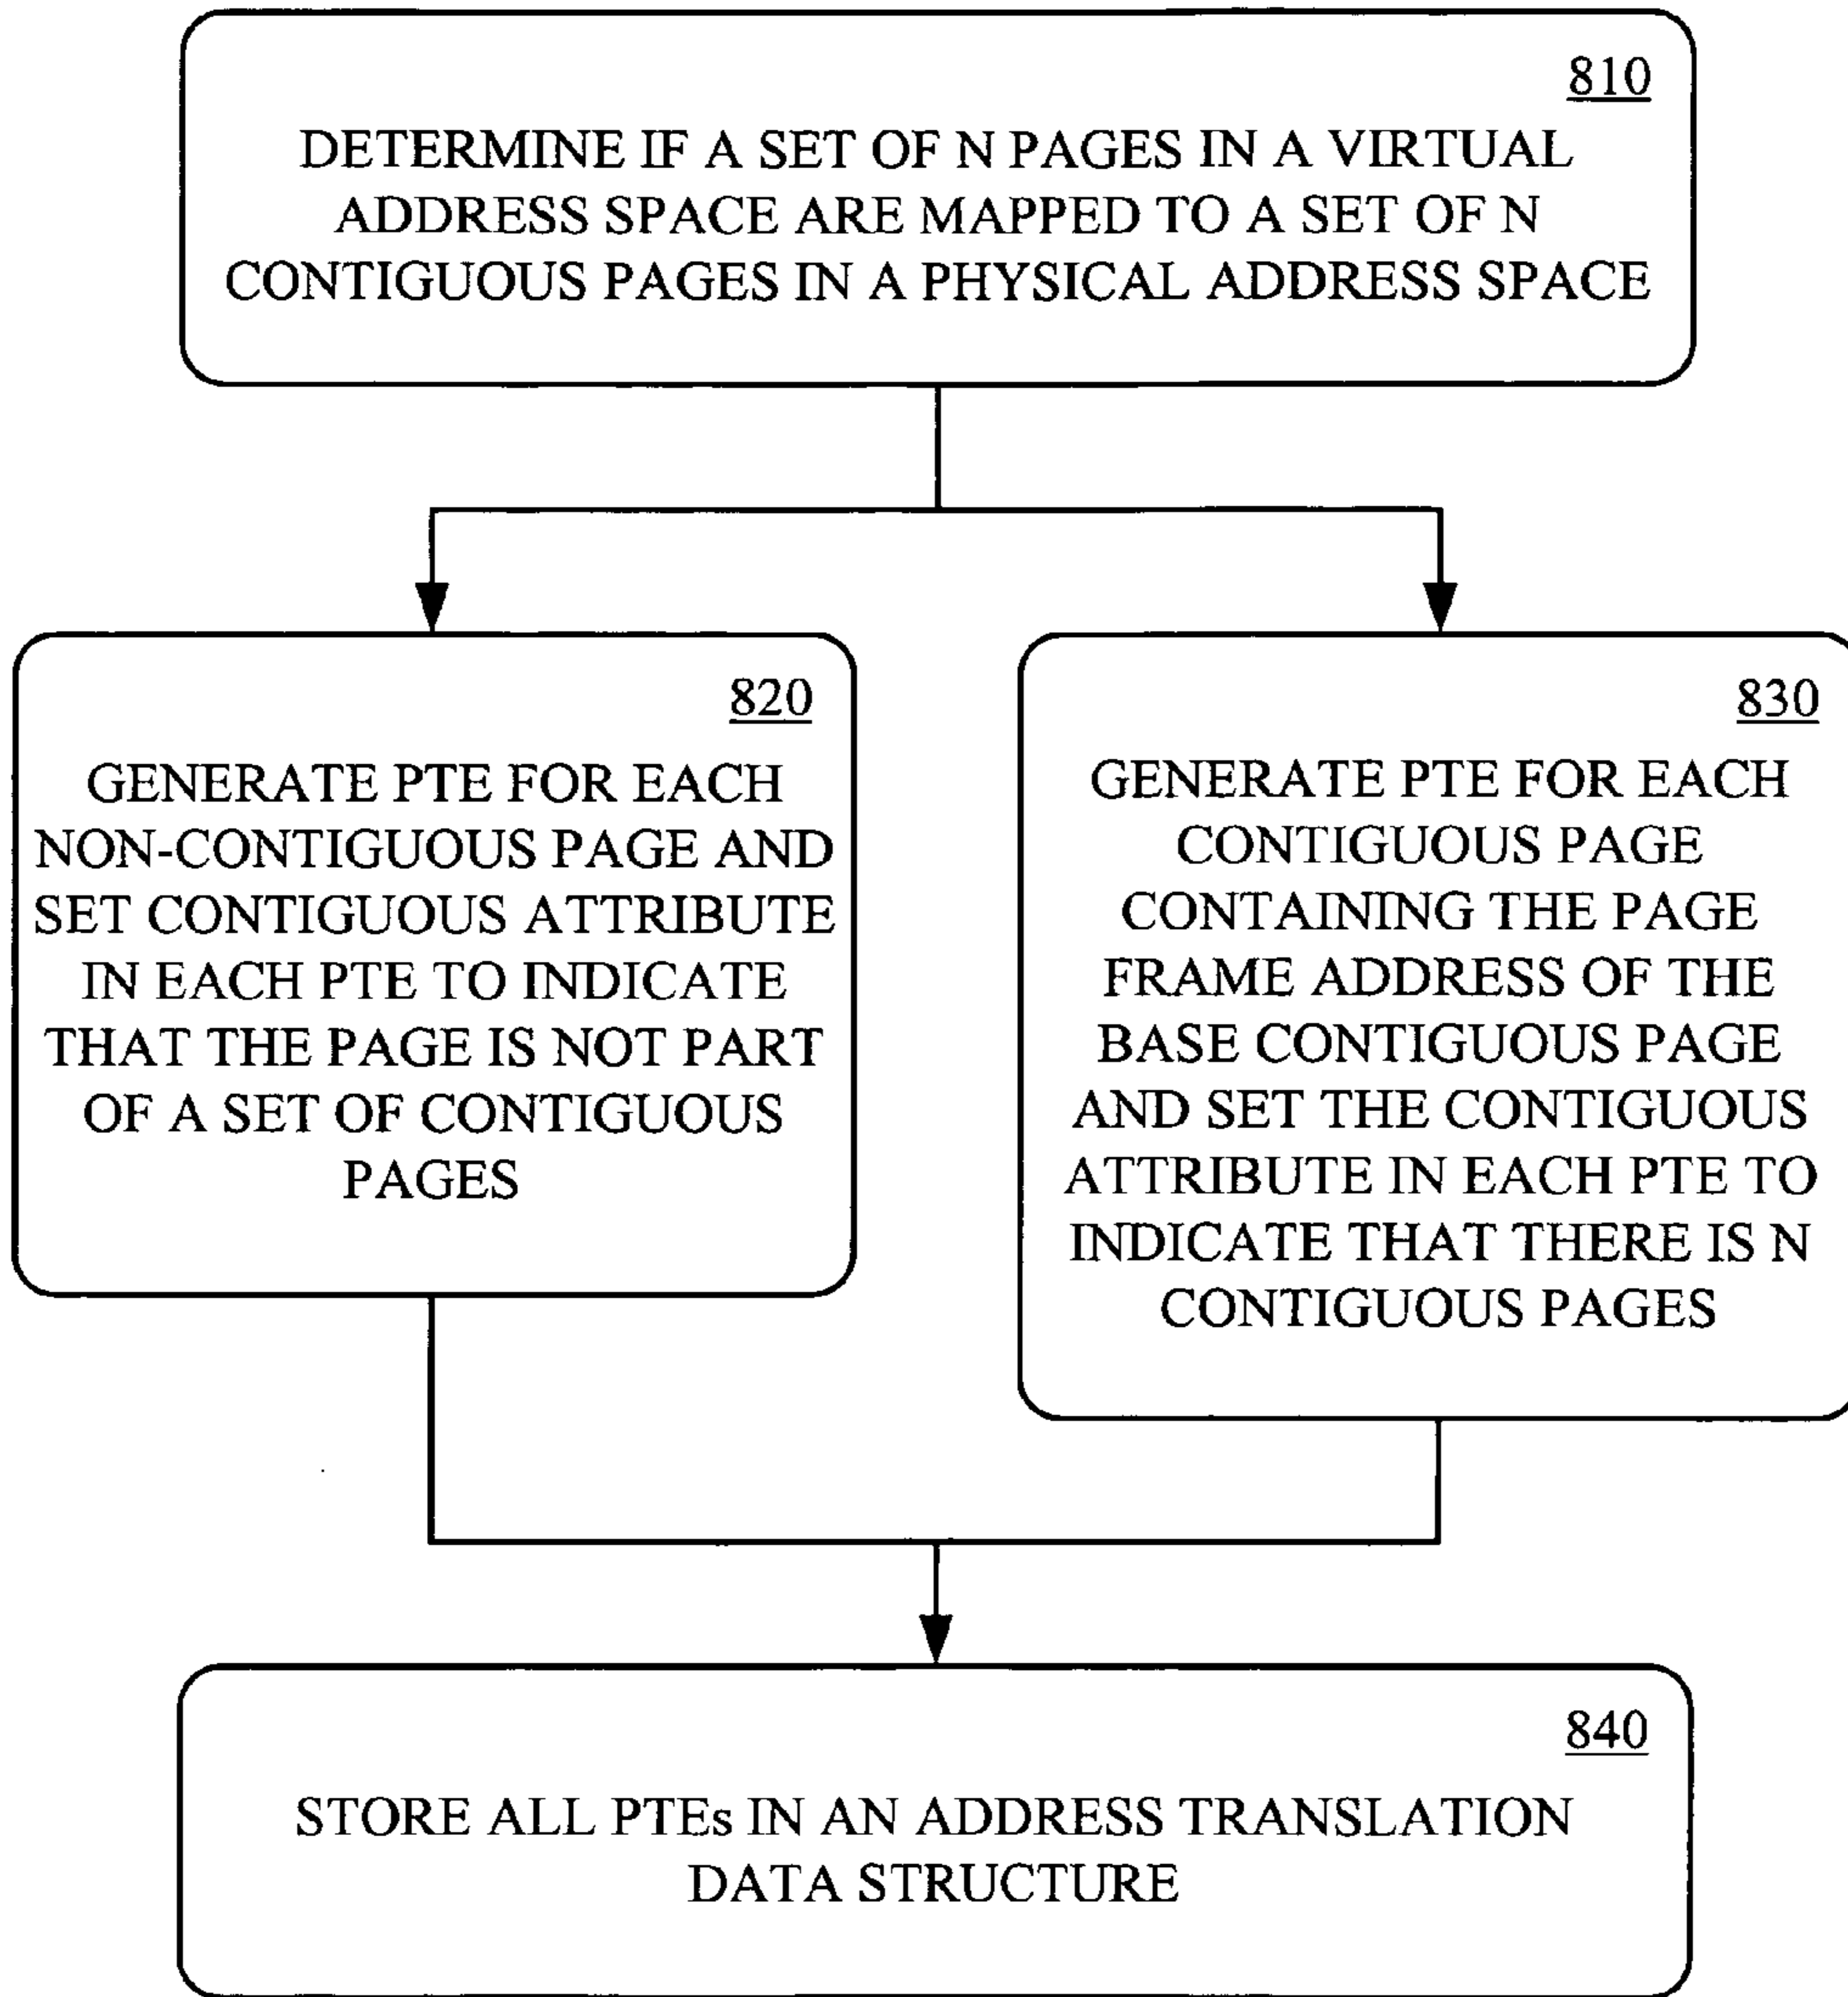 810
DETERMINE IF A SET OF N PAGES IN A VIRTUAL
ADDRESS SPACE ARE MAPPED TO A SET OF N
CONTIGUOUS PAGES IN A PHYSICAL ADDRESS SPACE
820
GENERATE PTE FOR EACH
NON-CONTIGUOUS PAGE AND
SET CONTIGUOUS ATTRIBUTE
IN EACH PTE TO INDICATE
THAT THE PAGE IS NOT PART
OF A SET OF CONTIGUOUS
PAGES
830
GENERATE PTE FOR EACH
CONTIGUOUS PAGE
CONTAINING THE PAGE
FRAME ADDRESS OF THE
BASE CONTIGUOUS PAGE
AND SET THE CONTIGUOUS
ATTRIBUTE IN EACH PTE TO
INDICATE THAT THERE IS N
CONTIGUOUS PAGES
840
STORE ALL PTEs IN AN ADDRESS TRANSLATION
DATA STRUCTURE